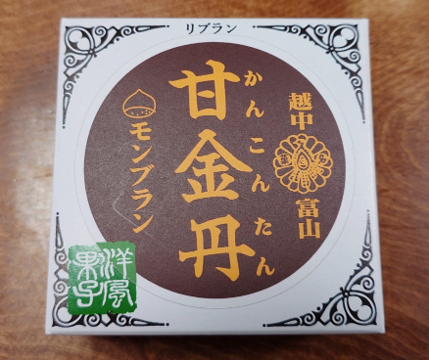 リブラン
越中
富山
かんこんたん
甘金丹
モンブラン
洋風
菓子